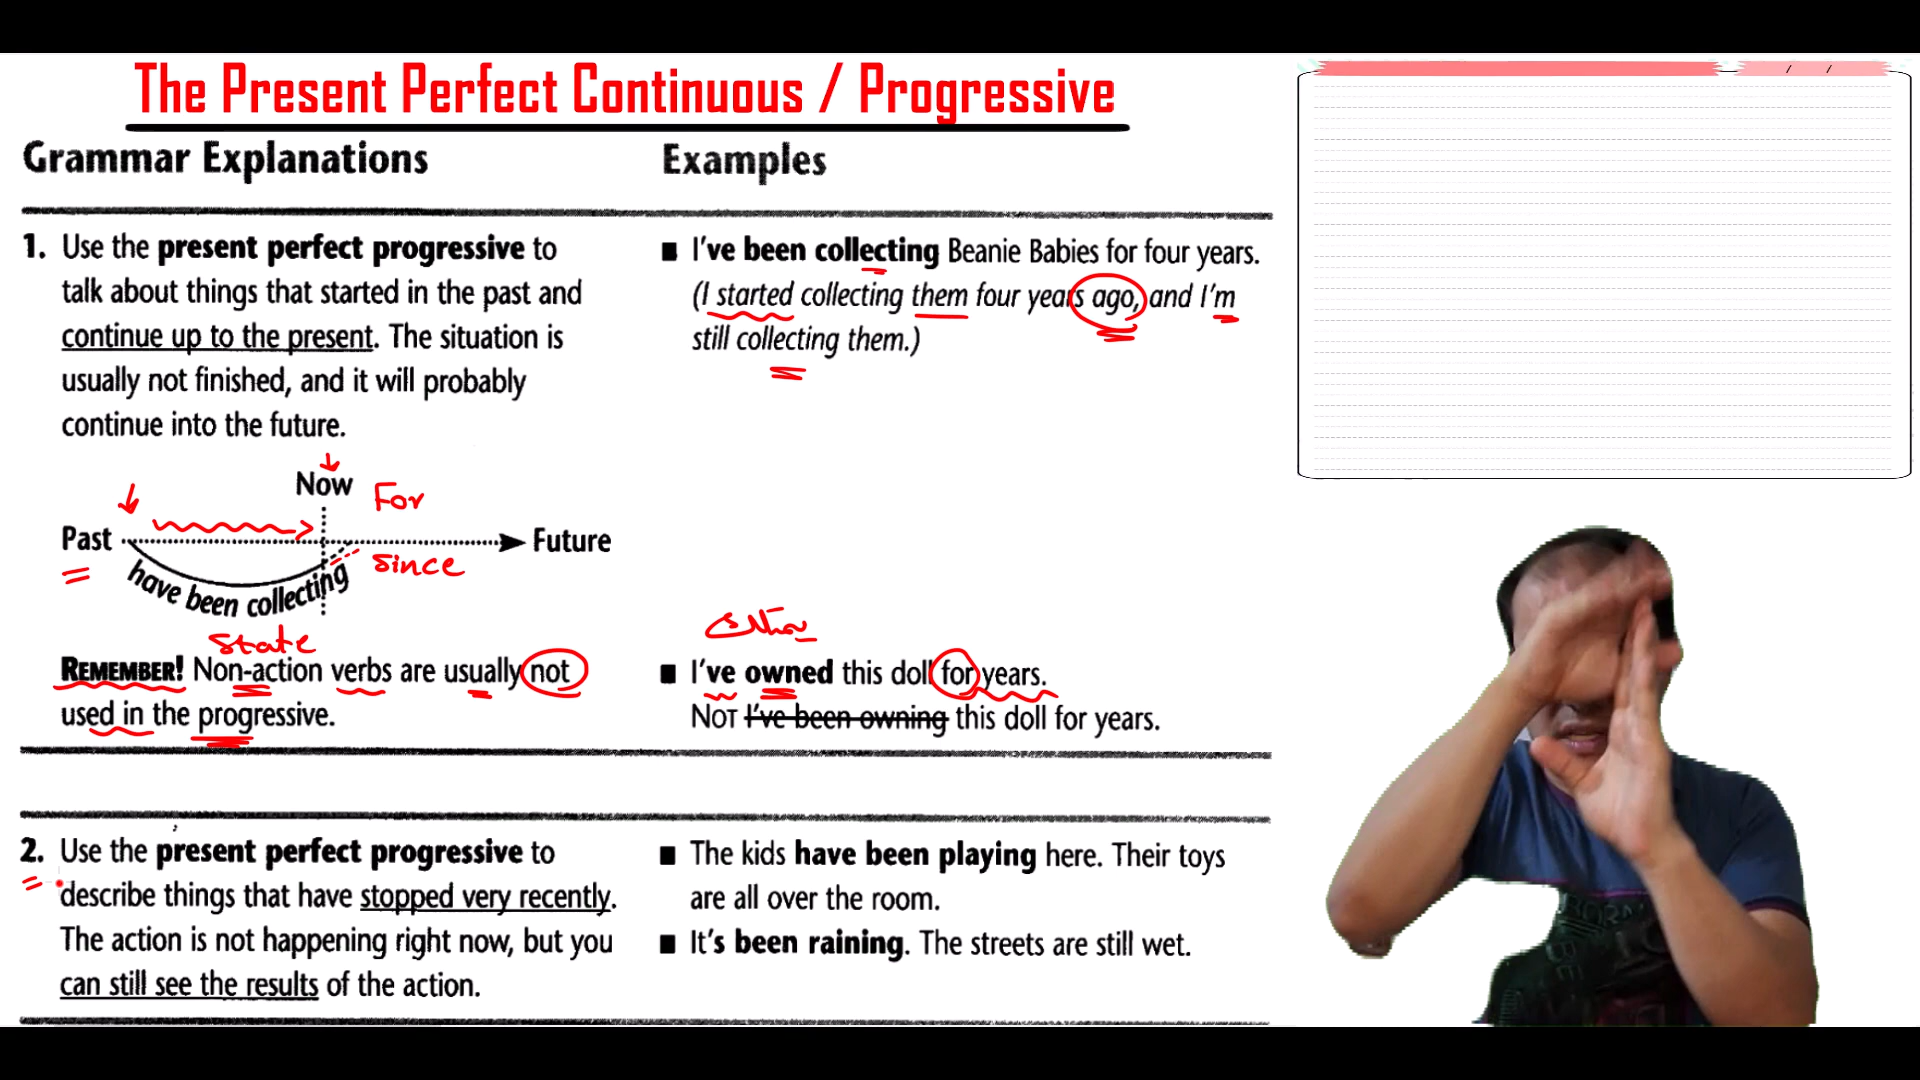 The Present Perfect Continuous / Progressive
Grammar Explanations
Examples
1. Use the present perfect progressive to
talk about things that started in the past and
continue up to the present. The situation is
usually not finished, and it will probably
continue into the future.
■ I've been collecting Beanie Babies for four years.
(I started collecting them four years ago, and I'm
still collecting them.)
Now
For
Past
Future
since
have been collecting
state
REMEMBER! Non-action verbs are usually not
used in the progressive.
■ I've owned this doll for years.
NOT I've been owning this doll for years.
2. Use the present perfect progressive to
describe things that have stopped very recently.
The action is not happening right now, but you
can still see the results of the action.
■ The kids have been playing here. Their toys
are all over the room.
■ It's been raining. The streets are still wet.
/ /